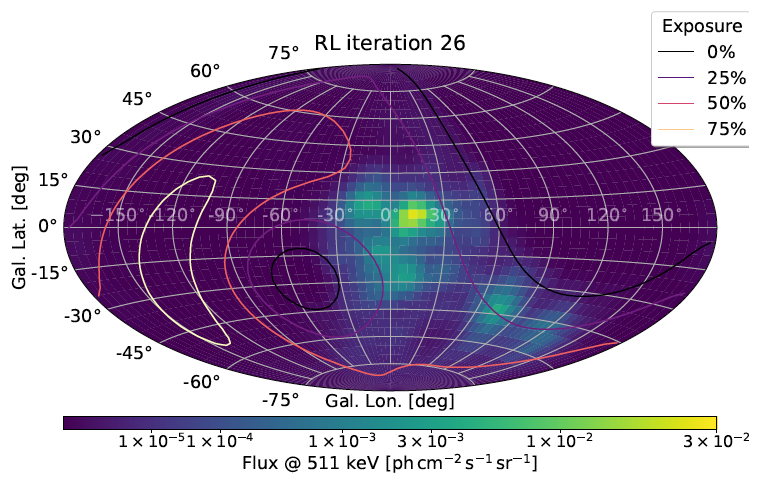 RL iteration 26
Exposure
0%
25%
50%
75%
75°
60°
45°
30°
15°
0°
-15°
-30°
-45°
-60°
-75°
Gal. Lat. [deg]
−150° -120° -90° -60° -30° 0° 30° 60° 90° 120° 150°
Gal. Lon. [deg]
1 × 10⁻⁵ 1 × 10⁻⁴ 1 × 10⁻³ 3 × 10⁻³ 1 × 10⁻² 3 × 10⁻²
Flux @ 511 keV [ph cm⁻² s⁻¹ sr⁻¹]